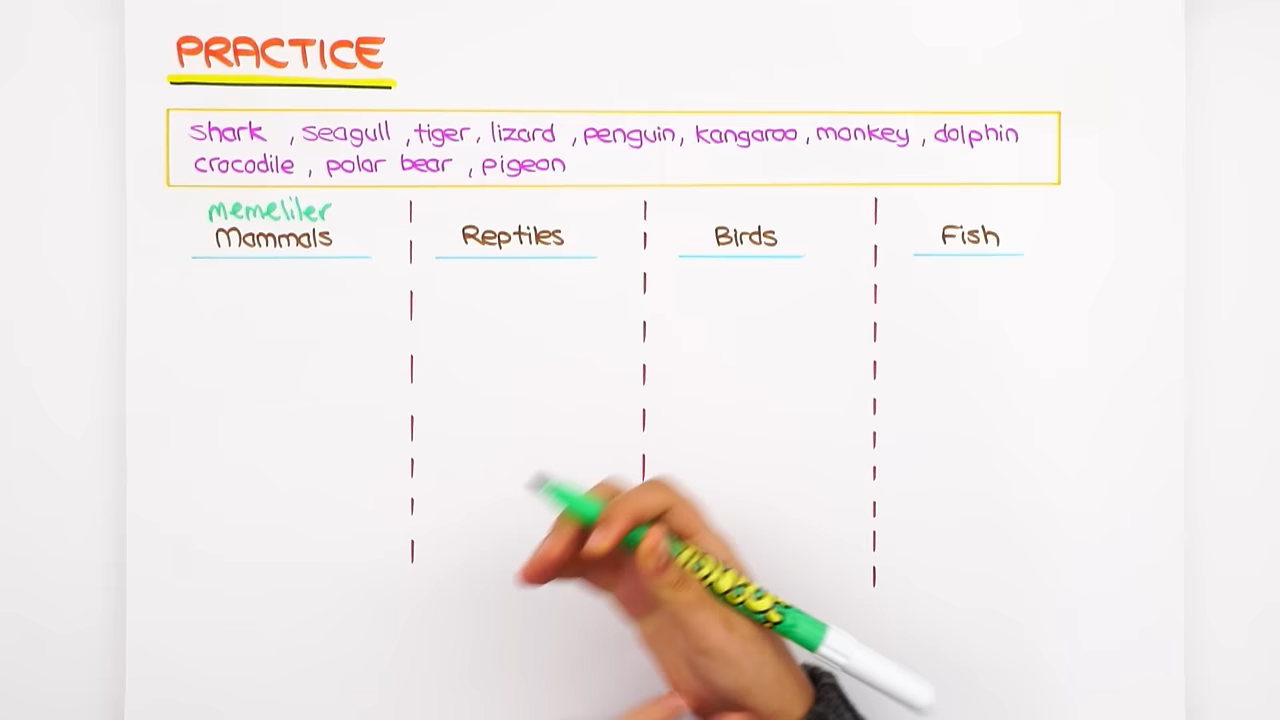 PRACTICE
shark , seagull , tiger , lizard , penguin , kangaroo , monkey , dolphin
crocodile , polar bear , pigeon
memeliler
Mammals
Reptiles
Birds
Fish